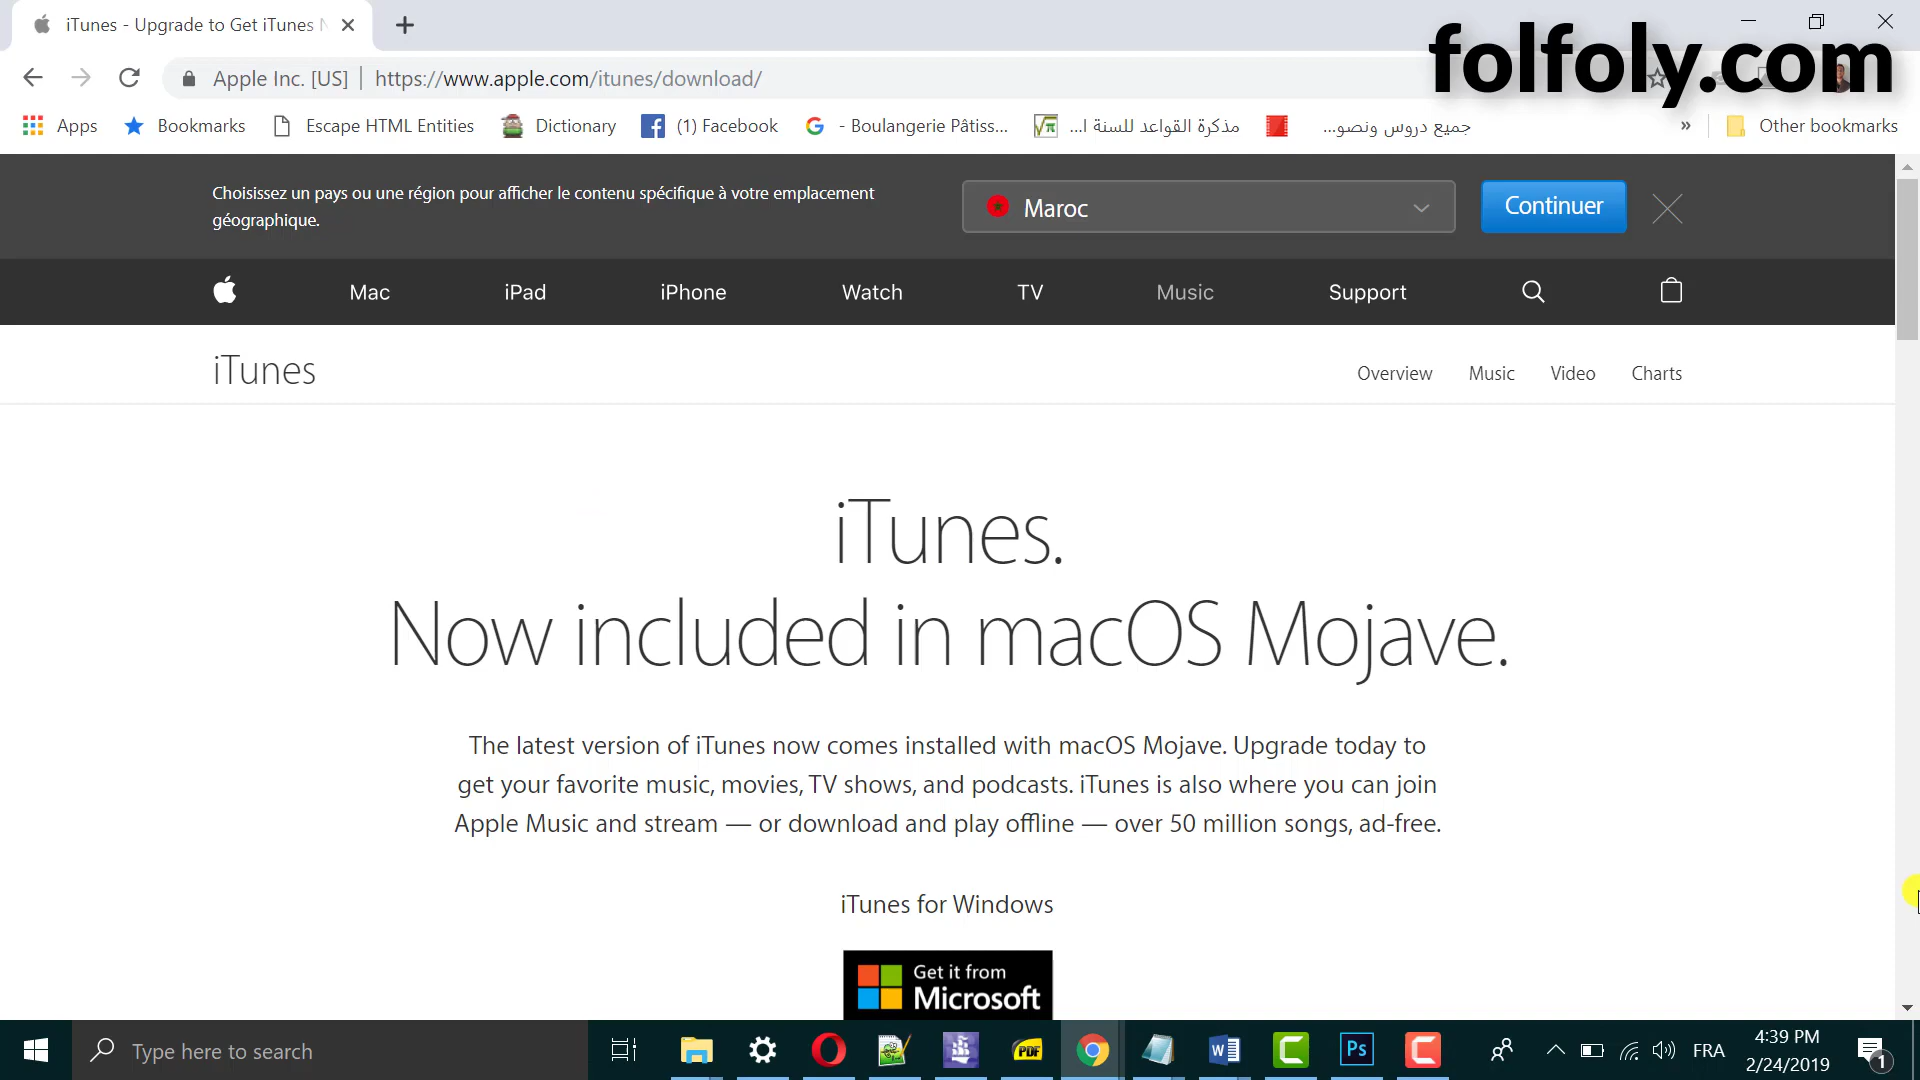 iTunes - Upgrade to Get iTunes N
folfoly.com
Apple Inc. [US] | https://www.apple.com/itunes/download/
Apps Bookmarks Escape HTML Entities Dictionary (1) Facebook - Boulangerie Pâtiss... مذكرة القواعد للسنة ا... جميع دروس ونصو... » Other bookmarks
Choisissez un pays ou une région pour afficher le contenu spécifique à votre emplacement
géographique.
Maroc
Continuer
Mac iPad iPhone Watch TV Music Support
iTunes
Overview Music Video Charts
iTunes.
Now included in macOS Mojave.
The latest version of iTunes now comes installed with macOS Mojave. Upgrade today to
get your favorite music, movies, TV shows, and podcasts. iTunes is also where you can join
Apple Music and stream — or download and play offline — over 50 million songs, ad-free.
iTunes for Windows
Get it from
Microsoft
Type here to search
PDF
Ps
FRA
4:39 PM
2/24/2019
1